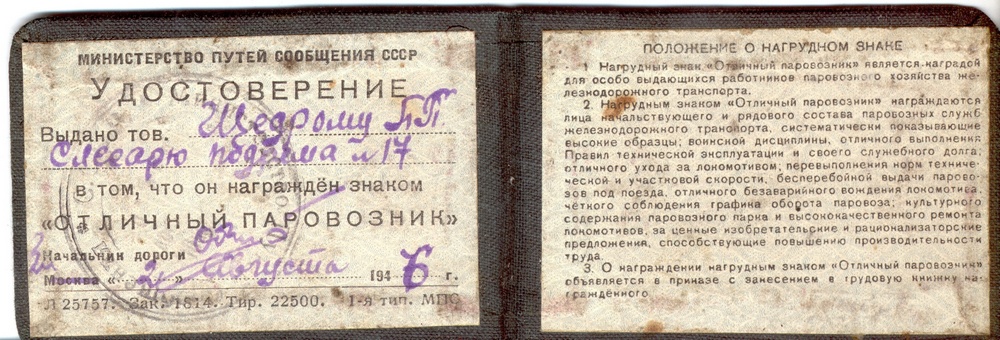 МИНИСТЕРСТВО ПУТЕЙ СООБЩЕНИЯ СССР
УДОСТОВЕРЕНИЕ
Выдано тов. Щедрому П П
Слесарю № 17
в том, что он награждён знаком
«ОТЛИЧНЫЙ ПАРОВОЗНИК»
Начальник дороги
Москва «2» Августа 1946 г.
Л 25757. Зак. 1814. Тир. 22500. 1-я тип. МПС
ПОЛОЖЕНИЕ О НАГРУДНОМ ЗНАКЕ
1 Нагрудный знак «Отличный паровозник» является наградой
для особо выдающихся работников паровозного хозяйства же-
лезнодорожного транспорта.
2. Нагрудным знаком «Отличный паровозник» награждаются
лица начальствующего и рядового состава паровозных служб
железнодорожного транспорта, систематически показывающие
высокие образцы; воинской дисциплины, отличного выполнения
Правил технической эксплуатации и своего служебного долга;
отличного ухода за локомотивом; перевыполнения норм техниче-
ческой и участковой скорости, бесперебойной выдачи парово-
зов под поезда, отличного безаварийного вождения локомотива,
чёткого соблюдения графика оборота паровоза; культурного
содержания паровозного парка и высококачественного ремонта
локомотивов, за ценные изобретательские и рационализаторские
предложения, способствующие повышению производительности
труда.
3. О награждении нагрудным знаком «Отличный паровозник»
объявляется в приказе с занесением в трудовую книжку на-
граждённого